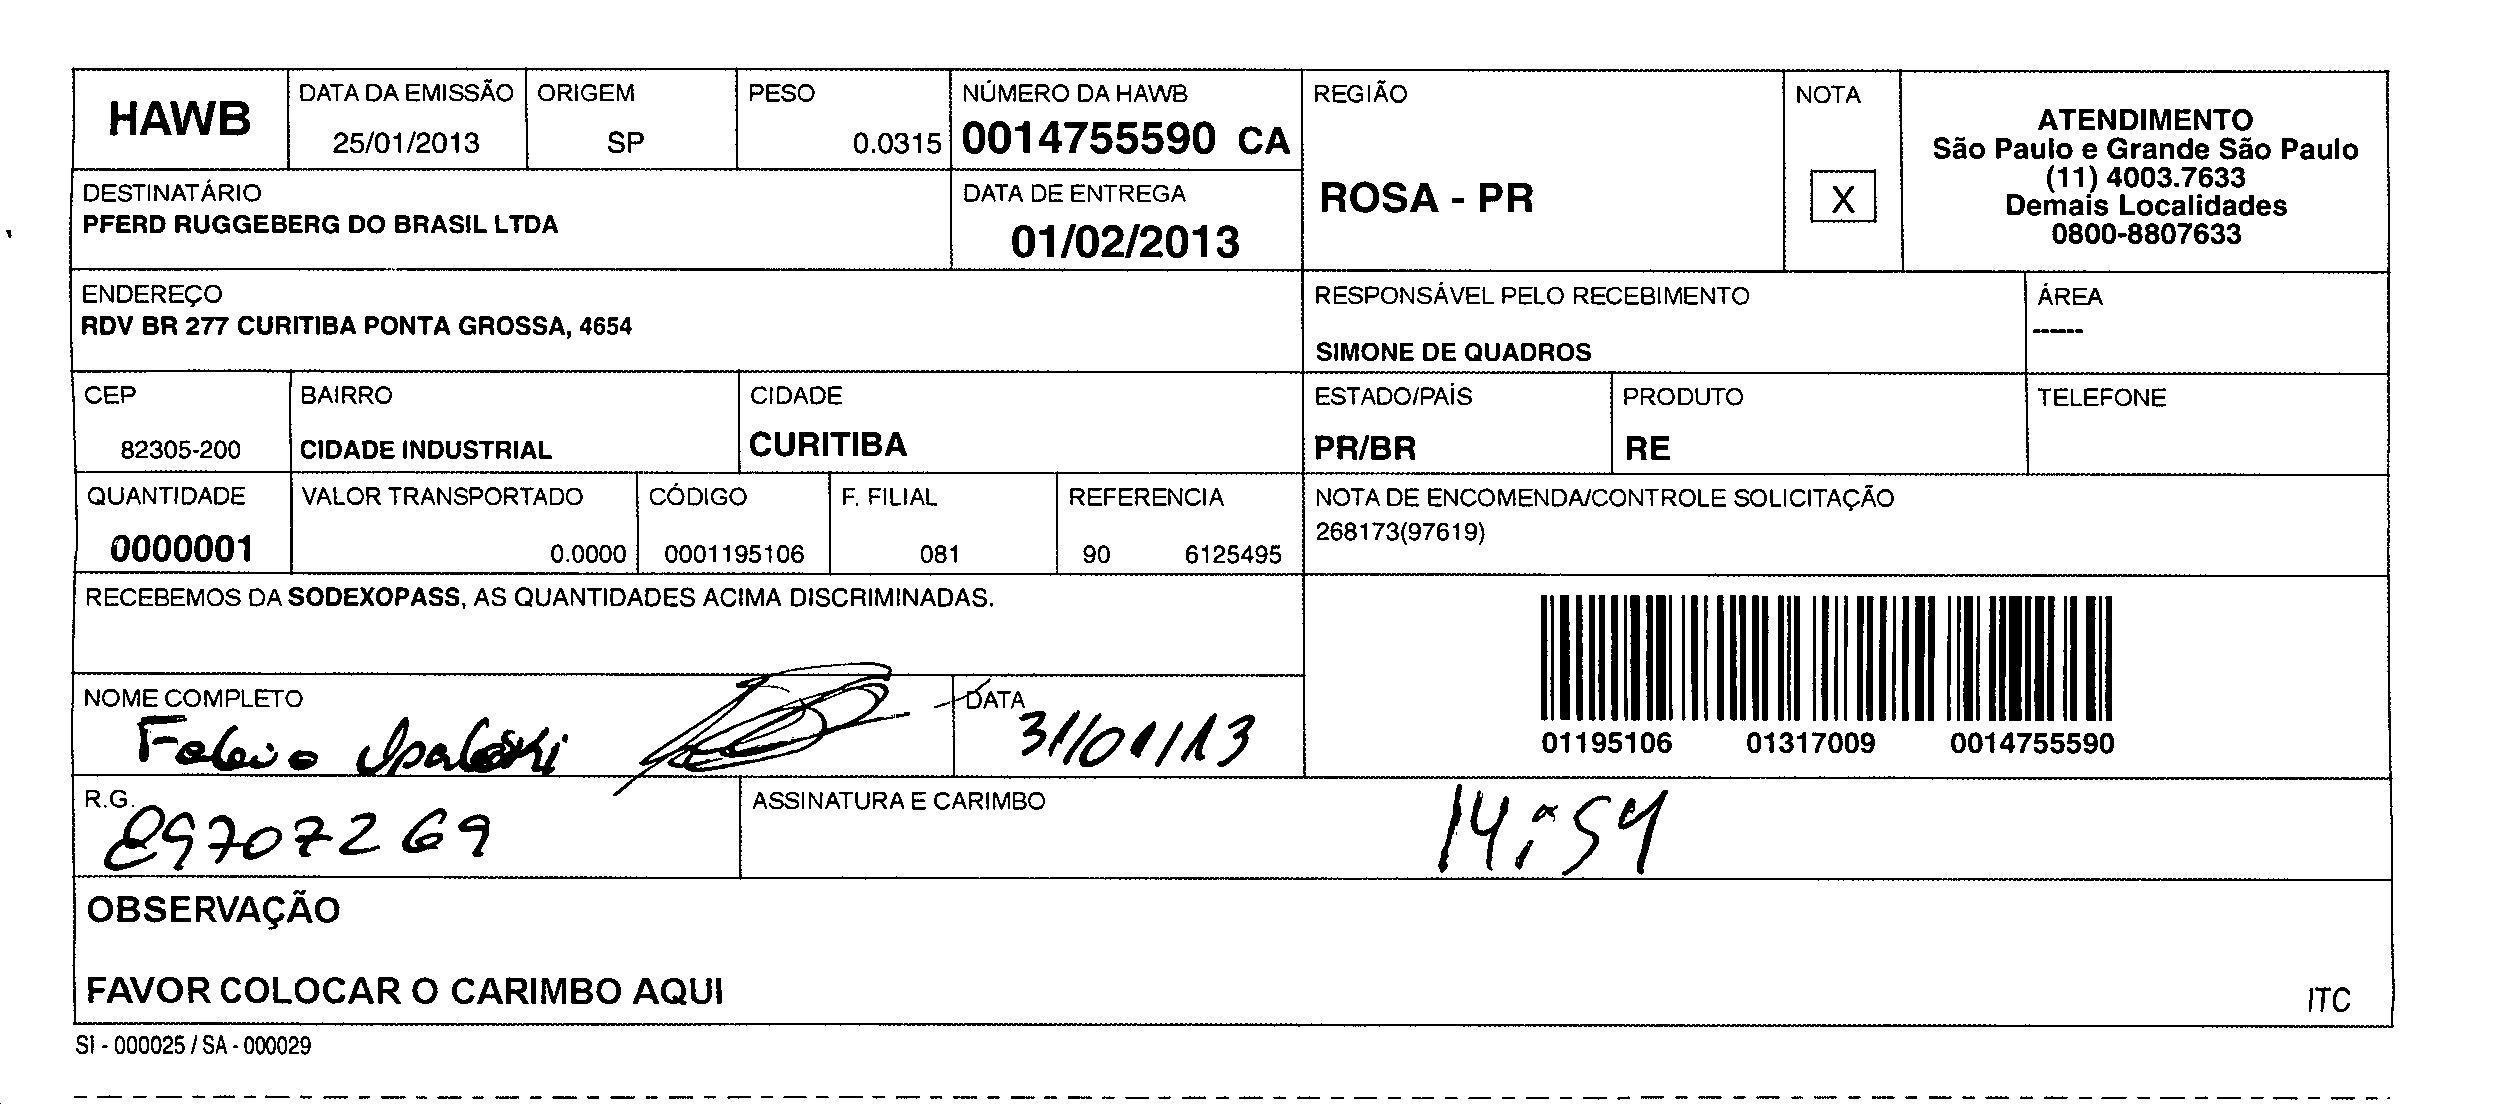 HAWB
DATA DA EMISSÃO
25/01/2013
ORIGEM
SP
PESO
0.0315
NÚMERO DA HAWB
0014755590 CA
REGIÃO
ROSA - PR
NOTA
X
ATENDIMENTO
São Paulo e Grande São Paulo
(11) 4003.7633
Demais Localidades
0800-8807633
DESTINATÁRIO
PFERD RUGGEBERG DO BRASIL LTDA
DATA DE ENTREGA
01/02/2013
ENDEREÇO
RDV BR 277 CURITIBA PONTA GROSSA, 4654
RESPONSÁVEL PELO RECEBIMENTO
SIMONE DE QUADROS
ÁREA
------
CEP
82305-200
BAIRRO
CIDADE INDUSTRIAL
CIDADE
CURITIBA
ESTADO/PAÍS
PR/BR
PRODUTO
RE
TELEFONE
QUANTIDADE
0000001
VALOR TRANSPORTADO
0.0000
CÓDIGO
0001195106
F. FILIAL
081
REFERENCIA
90 6125495
NOTA DE ENCOMENDA/CONTROLE SOLICITAÇÃO
268173(97619)
RECEBEMOS DA SODEXOPASS, AS QUANTIDADES ACIMA DISCRIMINADAS.
01195106 01317009 0014755590
NOME COMPLETO
DATA
31/01/13
R.G.
89707269
ASSINATURA E CARIMBO
14:54
OBSERVAÇÃO
FAVOR COLOCAR O CARIMBO AQUI
ITC
SI - 000025 / SA - 000029